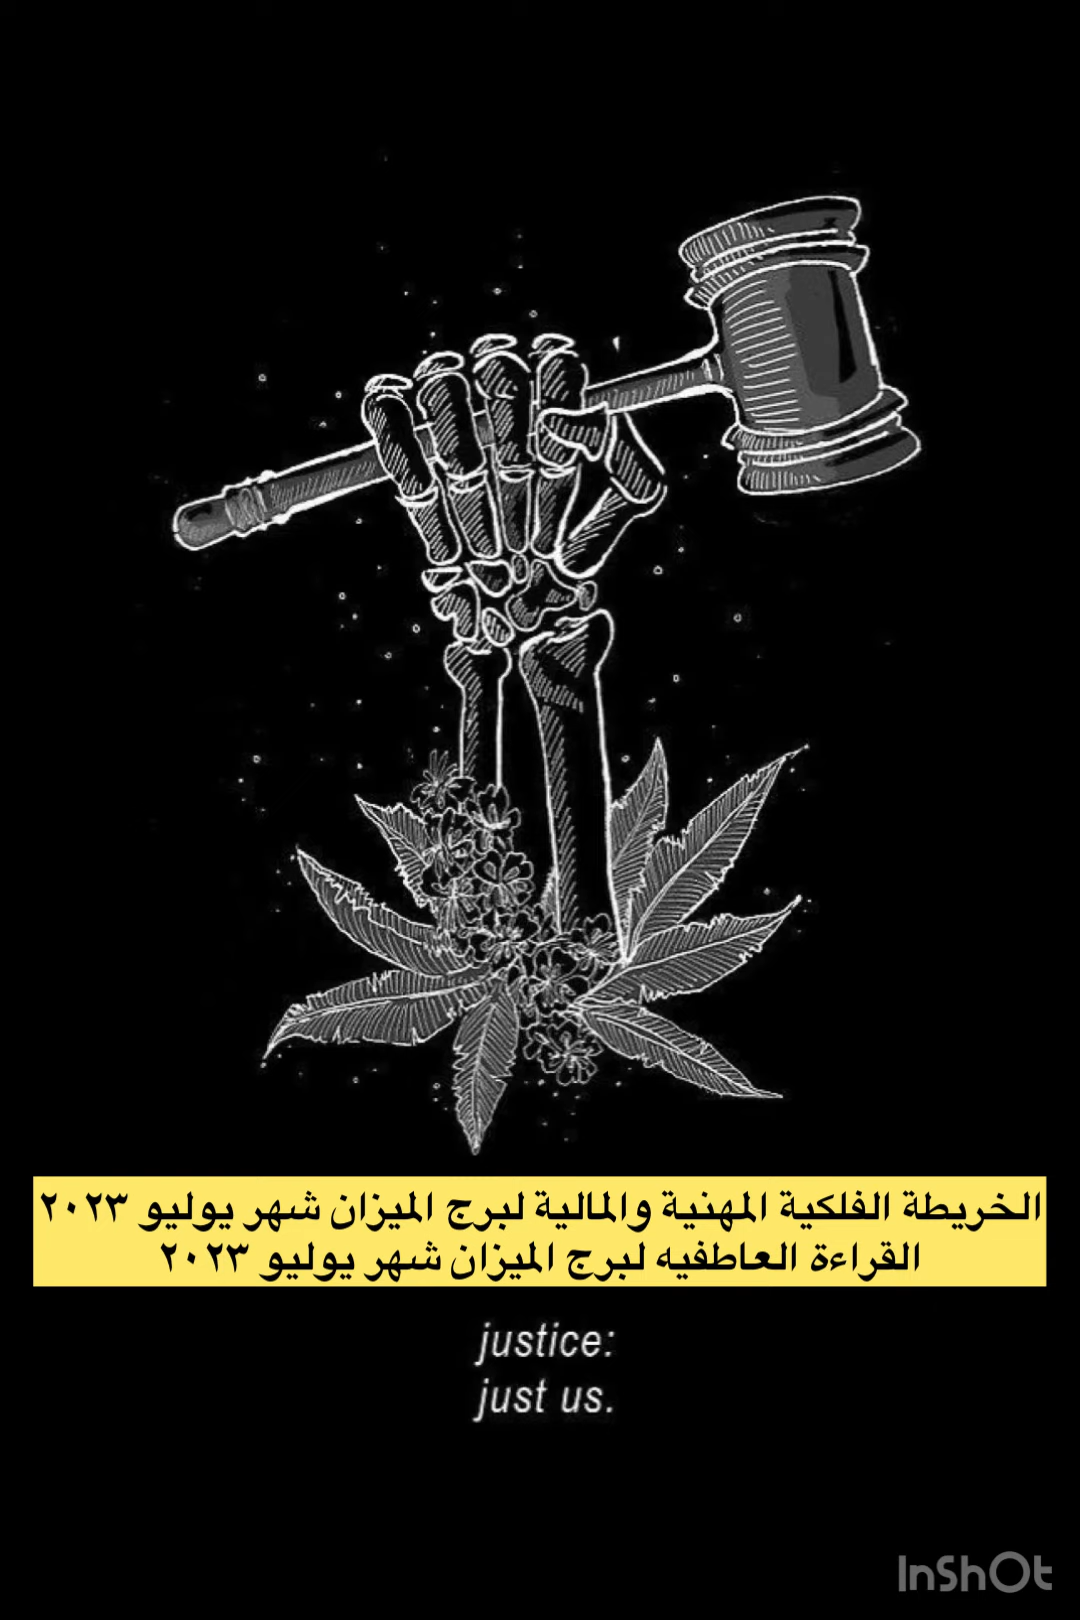 الخريطة الفلكية المهنية والمالية لبرج الميزان شهر يوليو ٢٠٢٣
القراءة العاطفيه لبرج الميزان شهر يوليو ٢٠٢٣
justice:
just us.
InShOt